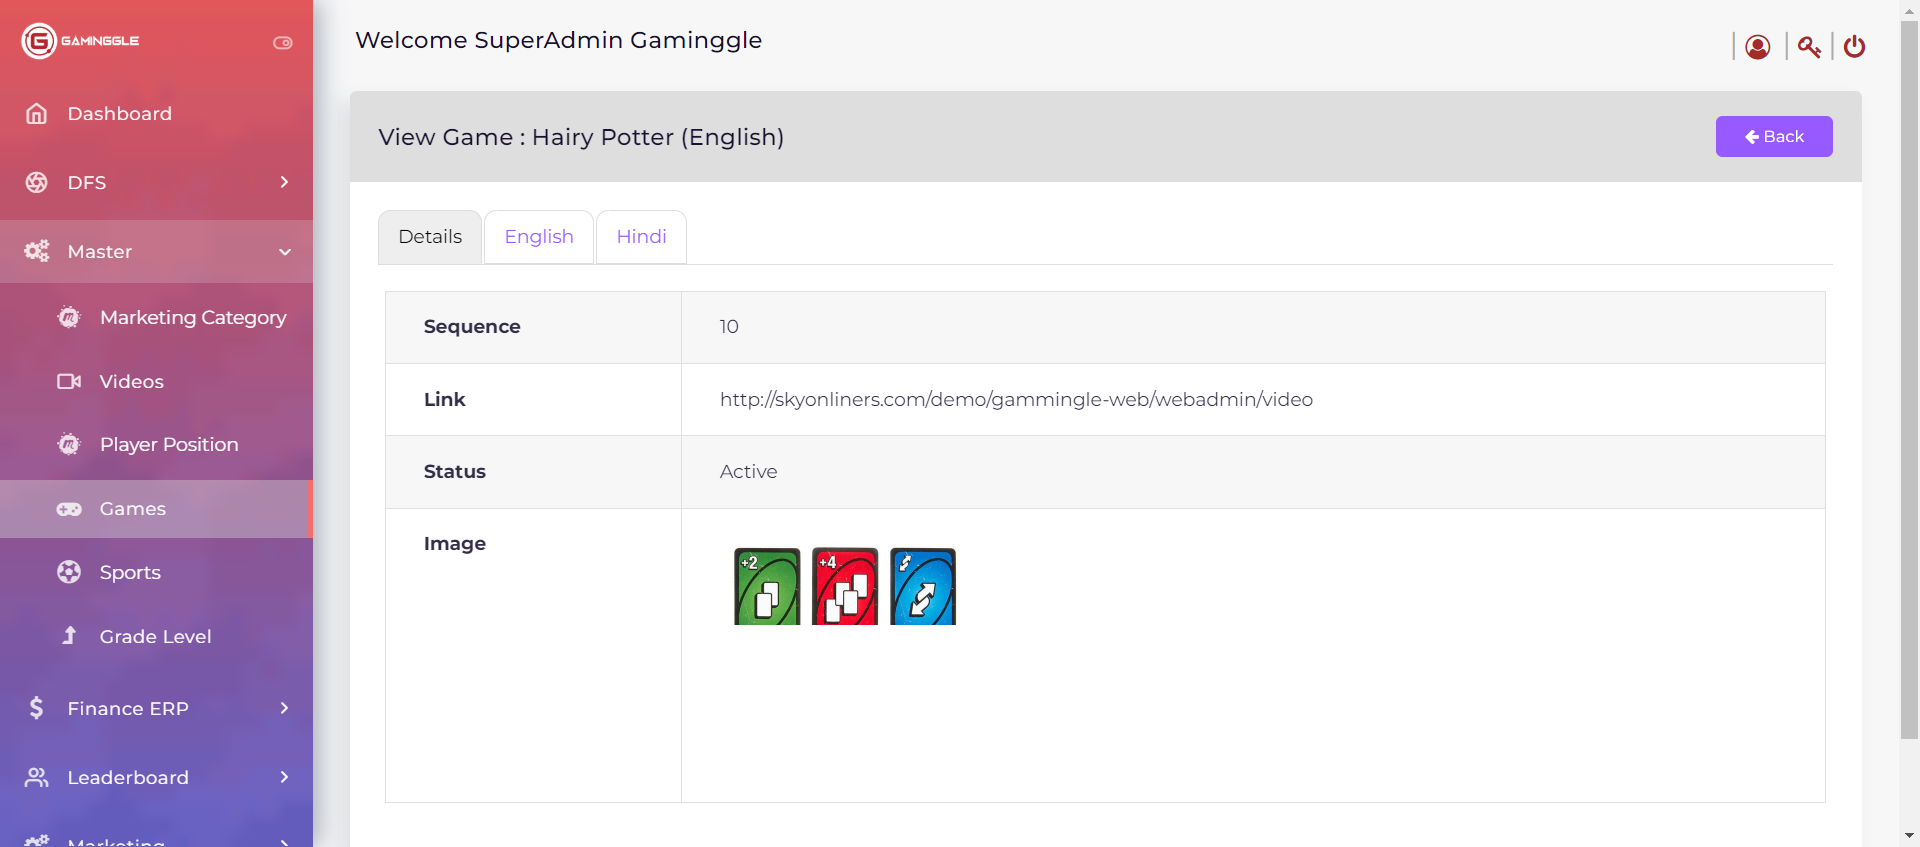 GAMINGGLE
Welcome SuperAdmin Gaminggle
Dashboard
DFS
Master
Marketing Category
Videos
Player Position
Games
Sports
Grade Level
Finance ERP
Leaderboard
Marketing
View Game : Hairy Potter (English)
Back
Details
English
Hindi
Sequence 10
Link http://skyonliners.com/demo/gammingle-web/webadmin/video
Status Active
Image
+2 +4